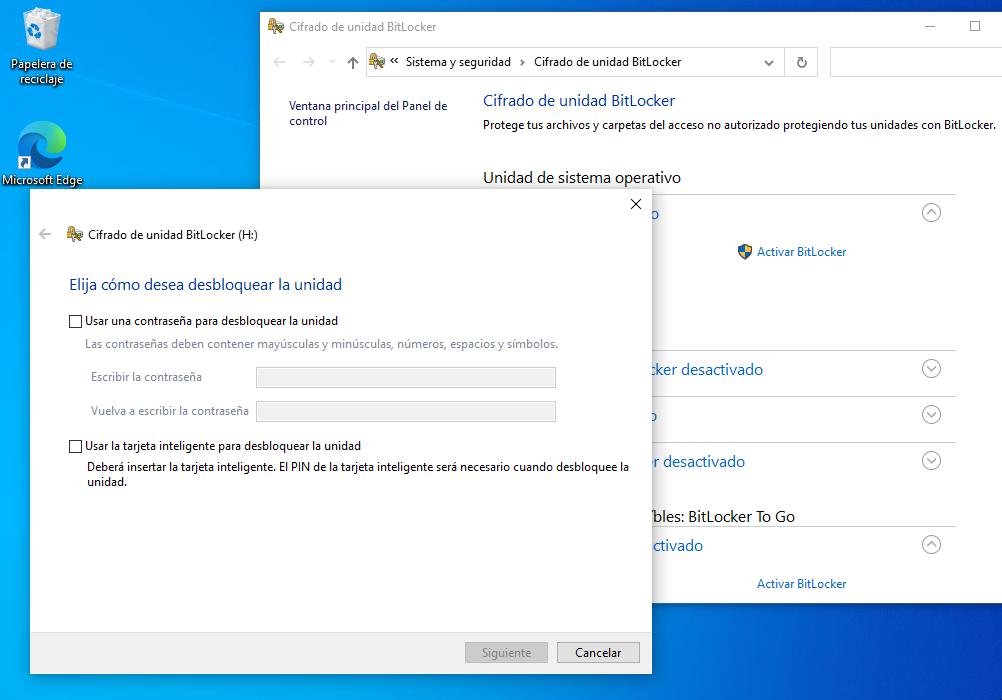 Papelera de
reciclaje
Microsoft Edge
Cifrado de unidad BitLocker
« Sistema y seguridad › Cifrado de unidad BitLocker
Ventana principal del Panel de
control
Cifrado de unidad BitLocker
Protege tus archivos y carpetas del acceso no autorizado protegiendo tus unidades con BitLocker.
Unidad de sistema operativo
o
Activar BitLocker
cker desactivado
o
r desactivado
bles: BitLocker To Go
ctivado
Activar BitLocker
Cifrado de unidad BitLocker (H:)
Elija cómo desea desbloquear la unidad
Usar una contraseña para desbloquear la unidad
Las contraseñas deben contener mayúsculas y minúsculas, números, espacios y símbolos.
Escribir la contraseña
Vuelva a escribir la contraseña
Usar la tarjeta inteligente para desbloquear la unidad
Deberá insertar la tarjeta inteligente. El PIN de la tarjeta inteligente será necesario cuando desbloquee la
unidad.
Siguiente
Cancelar